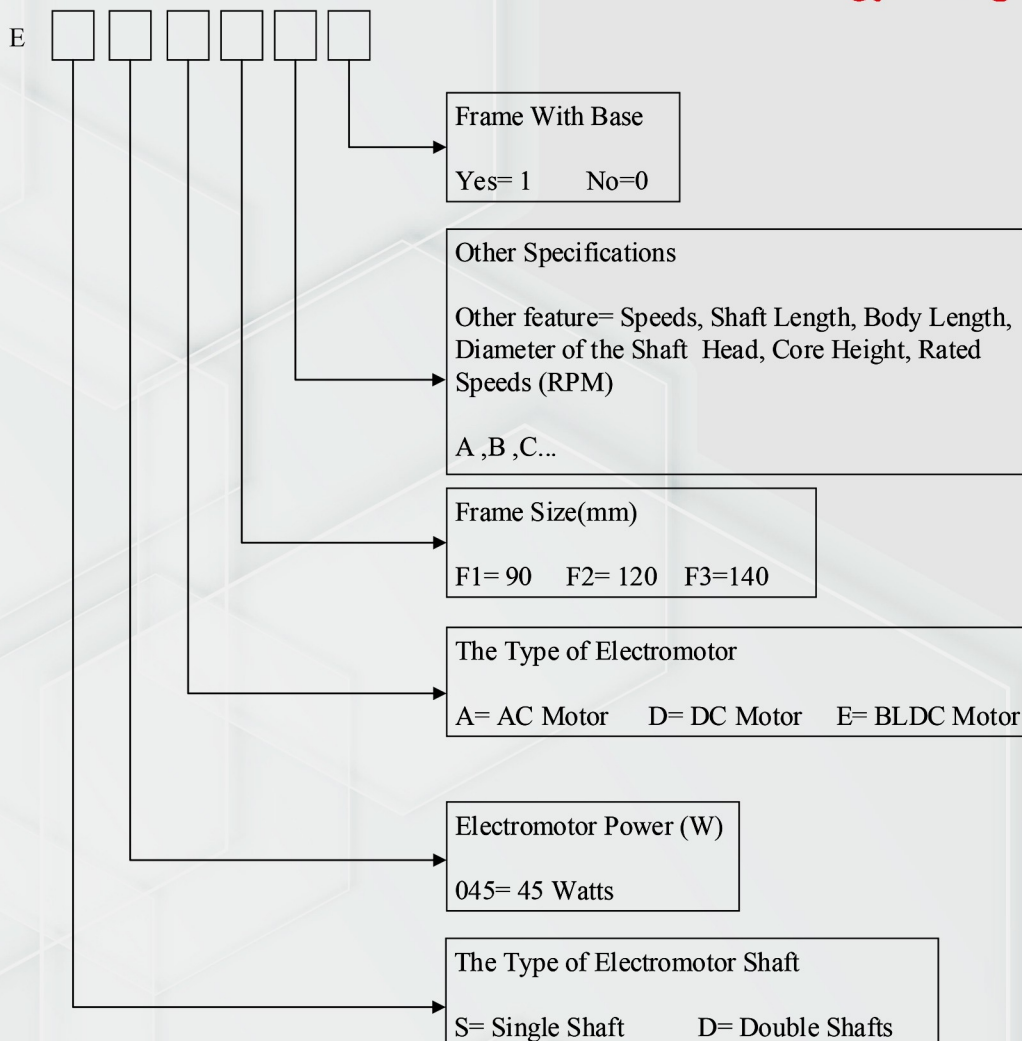 E
Frame With Base
Yes= 1 No=0
Other Specifications
Other feature= Speeds, Shaft Length, Body Length,
Diameter of the Shaft Head, Core Height, Rated
Speeds (RPM)
A ,B ,C...
Frame Size(mm)
F1= 90 F2= 120 F3=140
The Type of Electromotor
A= AC Motor D= DC Motor E= BLDC Motor
Electromotor Power (W)
045= 45 Watts
The Type of Electromotor Shaft
S= Single Shaft D= Double Shafts